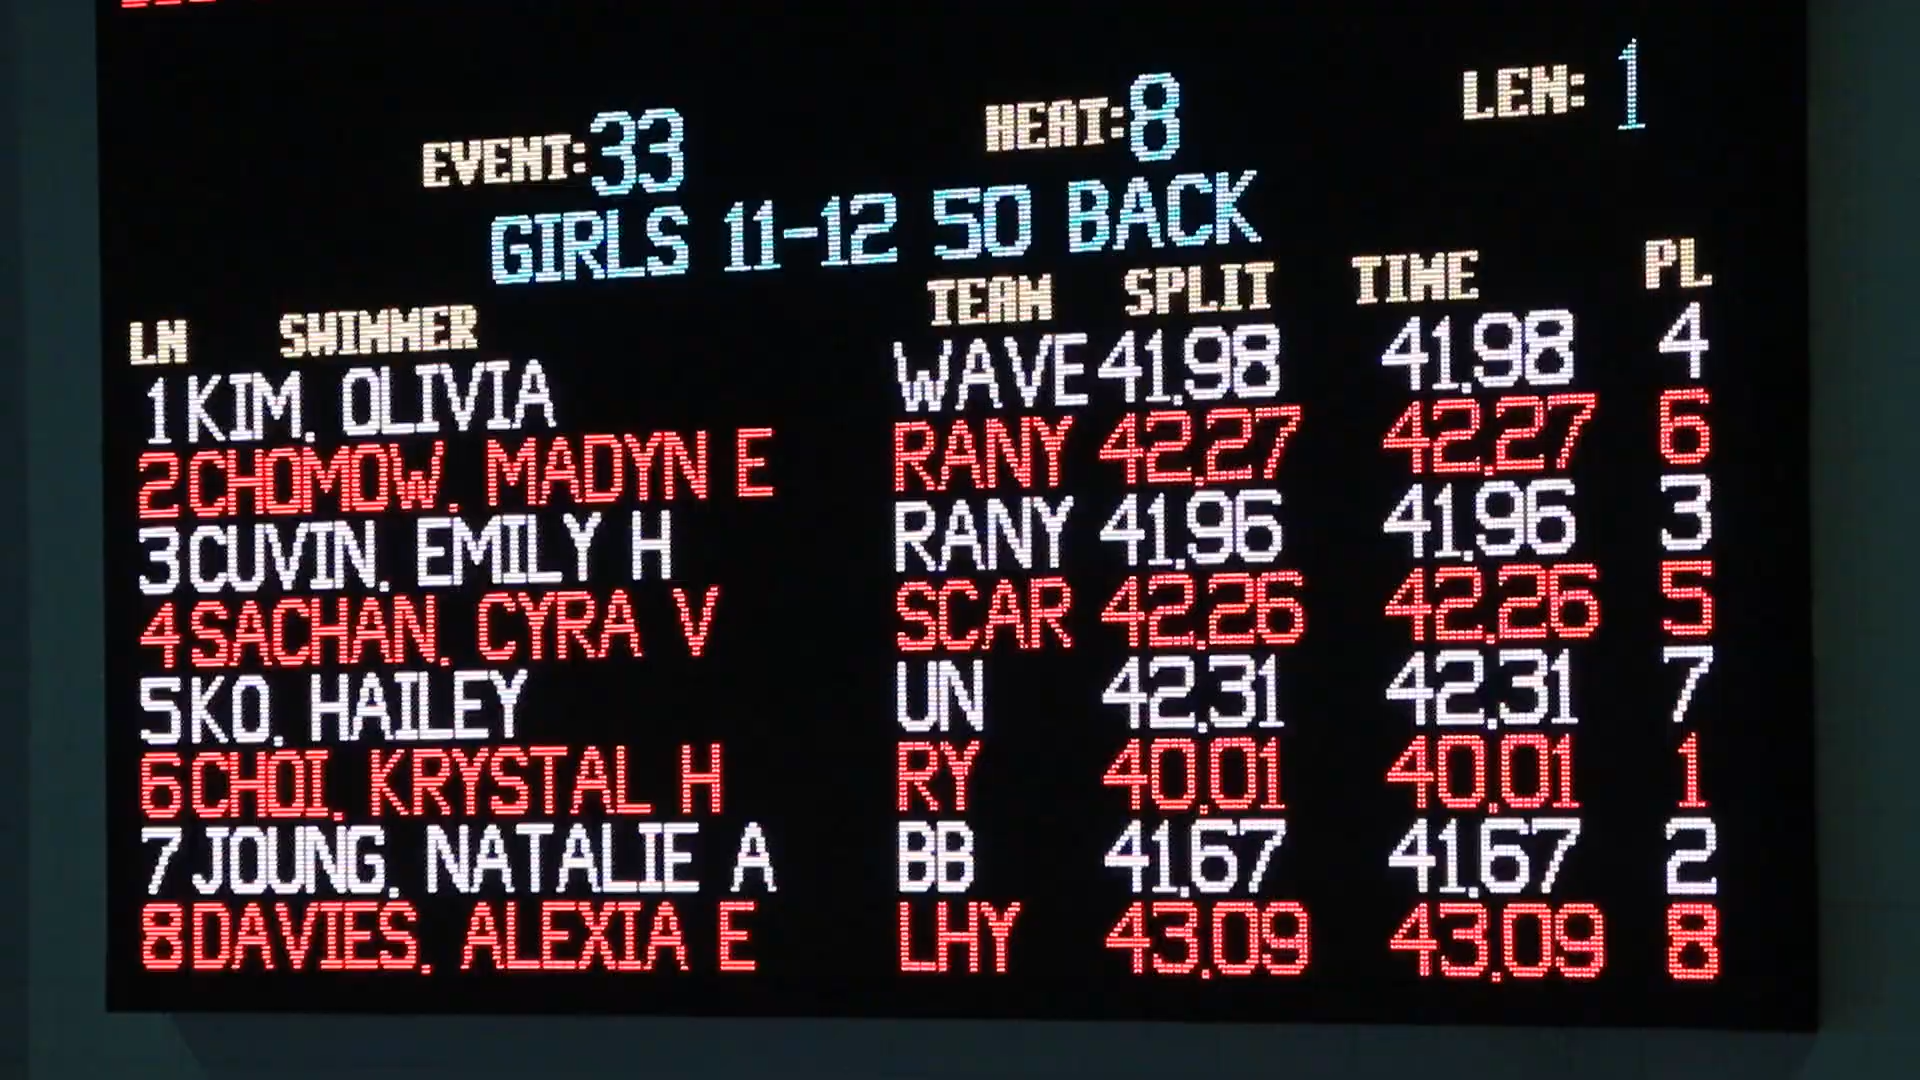 EVENT:33 HEAT:8 LEN: 1
GIRLS 11-12 50 BACK
LN SWIMMER TEAM SPLIT TIME PL
1 KIM, OLIVIA WAVE 41.98 41.98 4
2 CHOMOW, MADYN E RANY 42.27 42.27 6
3 CUVIN, EMILY H RANY 41.96 41.96 3
4 SACHAN, CYRA V SCAR 42.26 42.26 5
5 KO, HAILEY UN 42.31 42.31 7
6 CHOI, KRYSTAL H RY 40.01 40.01 1
7 JOUNG, NATALIE A BB 41.67 41.67 2
8 DAVIES, ALEXIA E LHY 43.09 43.09 8